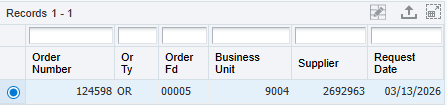 Records 1 - 1
Order Number Or Ty Order Fd Business Unit Supplier Request Date
124598 OR 00005 9004 2692963 03/13/2026